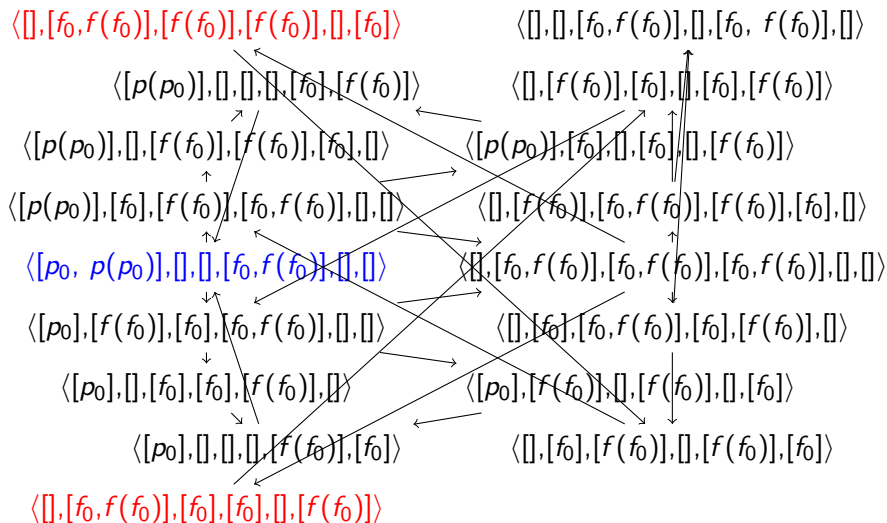 ⟨[],[f₀,f(f₀)],[f(f₀)],[f(f₀)],[],[f₀]⟩
⟨[],[],[f₀,f(f₀)],[],[f₀, f(f₀)],[]⟩
⟨[p(p₀)],[],[],[],[f₀],[f(f₀)]⟩
⟨[],[f(f₀)],[f₀],[],[f₀],[f(f₀)]⟩
⟨[p(p₀)],[],[f(f₀)],[f(f₀)],[f₀],[]⟩
⟨[p(p₀)],[f₀],[],[f₀],[],[f(f₀)]⟩
⟨[p(p₀)],[f₀],[f(f₀)],[f₀,f(f₀)],[],[]⟩
⟨[],[f(f₀)],[f₀,f(f₀)],[f(f₀)],[f₀],[]⟩
⟨[p₀, p(p₀)],[],[],[f₀,f(f₀)],[],[]⟩
⟨[],[f₀,f(f₀)],[f₀,f(f₀)],[f₀,f(f₀)],[],[]⟩
⟨[p₀],[f(f₀)],[f₀],[f₀,f(f₀)],[],[]⟩
⟨[],[f₀],[f₀,f(f₀)],[f₀],[f(f₀)],[]⟩
⟨[p₀],[],[f₀],[f₀],[f(f₀)],[]⟩
⟨[p₀],[f(f₀)],[],[f(f₀)],[],[f₀]⟩
⟨[p₀],[],[],[],[f(f₀)],[f₀]⟩
⟨[],[f₀],[f(f₀)],[],[f(f₀)],[f₀]⟩
⟨[],[f₀,f(f₀)],[f₀],[f₀],[],[f(f₀)]⟩